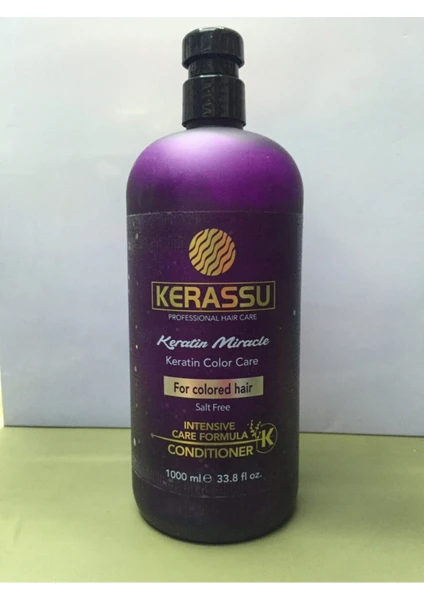 KERASSU
PROFESSIONAL HAIR CARE
Keratin Miracle
Keratin Color Care
For colored hair
Salt Free
INTENSIVE
CARE FORMULA
K
CONDITIONER
1000 ml ℮ 33.8 fl oz.